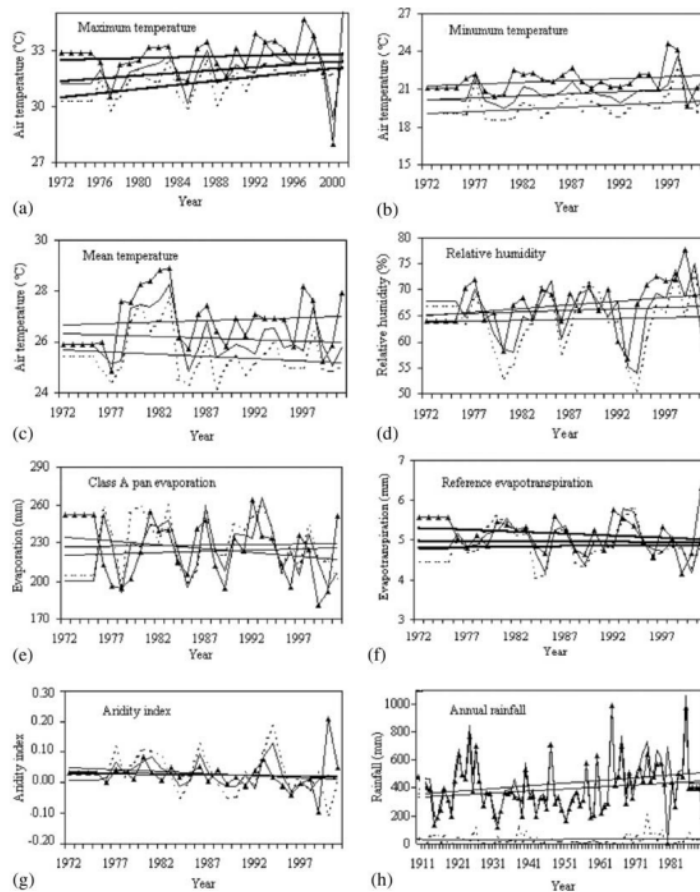 Maximum temperature
Air temperature (°C)
33
30
27
1972 1976 1980 1984 1988 1992 1996 2000
Year
(a)
Minumum temperature
Air temperature ( °C)
27
24
21
18
15
1972 1977 1982 1987 1992 1997
Year
(b)
Mean temperature
Air temperature ( °C)
30
28
26
24
1972 1977 1982 1987 1992 1997
Year
(c)
Relative humidity
Relative humidity (%)
80
75
70
65
60
55
50
1972 1977 1982 1987 1992 1997
Year
(d)
Class A pan evaporation
Evaporation (mm)
290
260
230
200
170
1972 1977 1982 1987 1992 1997
Year
(e)
Reference evapotranspiration
Evapotranspiration (mm)
6
5
4
3
1972 1977 1982 1987 1992 1997
Year
(f)
Aridity index
Aridity index
0.30
0.20
0.10
0.00
-0.20
1972 1977 1982 1987 1992 1997
Year
(g)
Annual rainfall
Rainfall (mm)
1000
800
600
400
200
0
1911 1921 1931 1941 1951 1961 1971 1981
Year
(h)